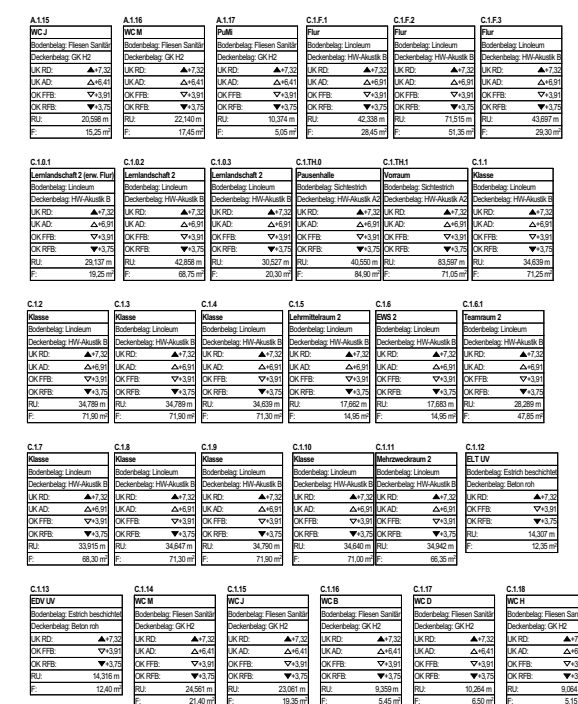 A.1.15 A.1.16 A.1.17 C.1.F.1 C.1.F.2 C.1.F.3
WC J WC M PuMi Flur Flur Flur
Bodenbelag: Fliesen Sanitär Bodenbelag: Fliesen Sanitär Bodenbelag: Fliesen Sanitär Bodenbelag: Linoleum Bodenbelag: Linoleum Bodenbelag: Linoleum
Deckenbelag: GK H2 Deckenbelag: GK H2 Deckenbelag: GK H2 Deckenbelag: HW-Akustik B Deckenbelag: HW-Akustik B Deckenbelag: HW-Akustik B
UK RD: ▲+7,32 UK RD: ▲+7,32 UK RD: ▲+7,32 UK RD: ▲+7,32 UK RD: ▲+7,32 UK RD: ▲+7,32
UK AD: △+6,41 UK AD: △+6,41 UK AD: △+6,41 UK AD: △+6,91 UK AD: △+6,91 UK AD: △+6,91
OK FFB: ▽+3,91 OK FFB: ▽+3,91 OK FFB: ▽+3,91 OK FFB: ▽+3,91 OK FFB: ▽+3,91 OK FFB: ▽+3,91
OK RFB: ▼+3,75 OK RFB: ▼+3,75 OK RFB: ▼+3,75 OK RFB: ▼+3,75 OK RFB: ▼+3,75 OK RFB: ▼+3,75
RU: 20,598 m RU: 22,140 m RU: 10,374 m RU: 42,338 m RU: 71,515 m RU: 43,697 m
F: 15,25 m² F: 17,45 m² F: 5,05 m² F: 28,45 m² F: 51,35 m² F: 29,30 m²
C.1.0.1 C.1.0.2 C.1.0.3 C.1.TH.0 C.1.TH.1 C.1.1
Lernlandschaft 2 (erw. Flur) Lernlandschaft 2 Lernlandschaft 2 Pausenhalle Vorraum Klasse
Bodenbelag: Linoleum Bodenbelag: Linoleum Bodenbelag: Linoleum Bodenbelag: Sichtestrich Bodenbelag: Sichtestrich Bodenbelag: Linoleum
Deckenbelag: HW-Akustik B Deckenbelag: HW-Akustik B Deckenbelag: HW-Akustik B Deckenbelag: HW-Akustik A2 Deckenbelag: HW-Akustik A2 Deckenbelag: HW-Akustik B
UK RD: ▲+7,32 UK RD: ▲+7,32 UK RD: ▲+7,32 UK RD: ▲+7,32 UK RD: ▲+7,32 UK RD: ▲+7,32
UK AD: △+6,91 UK AD: △+6,91 UK AD: △+6,91 UK AD: △+6,91 UK AD: △+6,91 UK AD: △+6,91
OK FFB: ▽+3,91 OK FFB: ▽+3,91 OK FFB: ▽+3,91 OK FFB: ▽+3,91 OK FFB: ▽+3,91 OK FFB: ▽+3,91
OK RFB: ▼+3,75 OK RFB: ▼+3,75 OK RFB: ▼+3,75 OK RFB: ▼+3,75 OK RFB: ▼+3,75 OK RFB: ▼+3,75
RU: 29,137 m RU: 42,858 m RU: 30,527 m RU: 40,550 m RU: 83,597 m RU: 34,639 m
F: 19,25 m² F: 68,75 m² F: 20,30 m² F: 84,90 m² F: 71,05 m² F: 71,25 m²
C.1.2 C.1.3 C.1.4 C.1.5 C.1.6 C.1.6.1
Klasse Klasse Klasse Lehrmittelraum 2 EWS 2 Teamraum 2
Bodenbelag: Linoleum Bodenbelag: Linoleum Bodenbelag: Linoleum Bodenbelag: Linoleum Bodenbelag: Linoleum Bodenbelag: Linoleum
Deckenbelag: HW-Akustik B Deckenbelag: HW-Akustik B Deckenbelag: HW-Akustik B Deckenbelag: HW-Akustik B Deckenbelag: HW-Akustik B Deckenbelag: HW-Akustik B
UK RD: ▲+7,32 UK RD: ▲+7,32 UK RD: ▲+7,32 UK RD: ▲+7,32 UK RD: ▲+7,32 UK RD: ▲+7,32
UK AD: △+6,91 UK AD: △+6,91 UK AD: △+6,91 UK AD: △+6,91 UK AD: △+6,91 UK AD: △+6,91
OK FFB: ▽+3,91 OK FFB: ▽+3,91 OK FFB: ▽+3,91 OK FFB: ▽+3,91 OK FFB: ▽+3,91 OK FFB: ▽+3,91
OK RFB: ▼+3,75 OK RFB: ▼+3,75 OK RFB: ▼+3,75 OK RFB: ▼+3,75 OK RFB: ▼+3,75 OK RFB: ▼+3,75
RU: 34,789 m RU: 34,789 m RU: 34,639 m RU: 17,662 m RU: 17,683 m RU: 28,289 m
F: 71,90 m² F: 71,90 m² F: 71,30 m² F: 14,95 m² F: 14,95 m² F: 47,85 m²
C.1.7 C.1.8 C.1.9 C.1.10 C.1.11 C.1.12
Klasse Klasse Klasse Klasse Mehrzweckraum 2 ELT UV
Bodenbelag: Linoleum Bodenbelag: Linoleum Bodenbelag: Linoleum Bodenbelag: Linoleum Bodenbelag: Linoleum Bodenbelag: Estrich beschichtet
Deckenbelag: HW-Akustik B Deckenbelag: HW-Akustik B Deckenbelag: HW-Akustik B Deckenbelag: HW-Akustik B Deckenbelag: HW-Akustik B Deckenbelag: Beton roh
UK RD: ▲+7,32 UK RD: ▲+7,32 UK RD: ▲+7,32 UK RD: ▲+7,32 UK RD: ▲+7,32 UK RD: ▲+7,32
UK AD: △+6,91 UK AD: △+6,91 UK AD: △+6,91 UK AD: △+6,91 UK AD: △+6,91 OK FFB: ▽+3,91
OK FFB: ▽+3,91 OK FFB: ▽+3,91 OK FFB: ▽+3,91 OK FFB: ▽+3,91 OK FFB: ▽+3,91 OK RFB: ▼+3,75
OK RFB: ▼+3,75 OK RFB: ▼+3,75 OK RFB: ▼+3,75 OK RFB: ▼+3,75 OK RFB: ▼+3,75 RU: 14,307 m
RU: 33,915 m RU: 34,647 m RU: 34,790 m RU: 34,640 m RU: 34,942 m F: 12,35 m²
F: 68,30 m² F: 71,30 m² F: 71,90 m² F: 71,00 m² F: 66,35 m²
C.1.13 C.1.14 C.1.15 C.1.16 C.1.17 C.1.18
EDV UV WC M WC J WC B WC D WC H
Bodenbelag: Estrich beschichtet Bodenbelag: Fliesen Sanitär Bodenbelag: Fliesen Sanitär Bodenbelag: Fliesen Sanitär Bodenbelag: Fliesen Sanitär Bodenbelag: Fliesen San
Deckenbelag: Beton roh Deckenbelag: GK H2 Deckenbelag: GK H2 Deckenbelag: GK H2 Deckenbelag: GK H2 Deckenbelag: GK H2
UK RD: ▲+7,32 UK RD: ▲+7,32 UK RD: ▲+7,32 UK RD: ▲+7,32 UK RD: ▲+7,32 UK RD: ▲+7
OK FFB: ▽+3,91 UK AD: △+6,41 UK AD: △+6,41 UK AD: △+6,41 UK AD: △+6,41 UK AD: △+6
OK RFB: ▼+3,75 OK FFB: ▽+3,91 OK FFB: ▽+3,91 OK FFB: ▽+3,91 OK FFB: ▽+3,91 OK FFB: ▽+3
RU: 14,316 m OK RFB: ▼+3,75 OK RFB: ▼+3,75 OK RFB: ▼+3,75 OK RFB: ▼+3,75 OK RFB: ▼+3
F: 12,40 m² RU: 24,561 m RU: 23,061 m RU: 9,359 m RU: 10,264 m RU: 9,064
F: 21,40 m² F: 19,35 m² F: 5,45 m² F: 6,50 m² F: 5,15